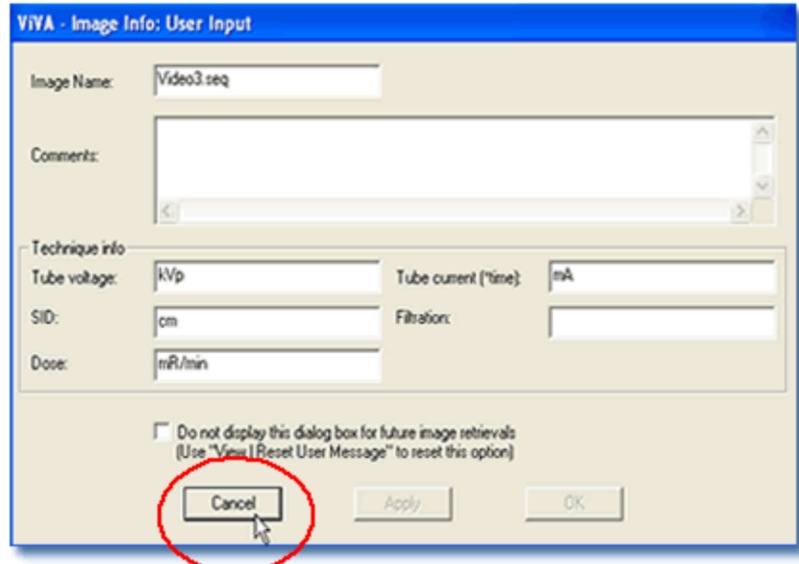 ViVA - Image Info: User Input
Image Name: Video3.seq
Comments:
Technique info
Tube voltage: kVp Tube current (*time): mA
SID: cm Filtration:
Dose: mR/min
Do not display this dialog box for future image retrievals
(Use "View | Reset User Message" to reset this option)
Cancel Apply OK